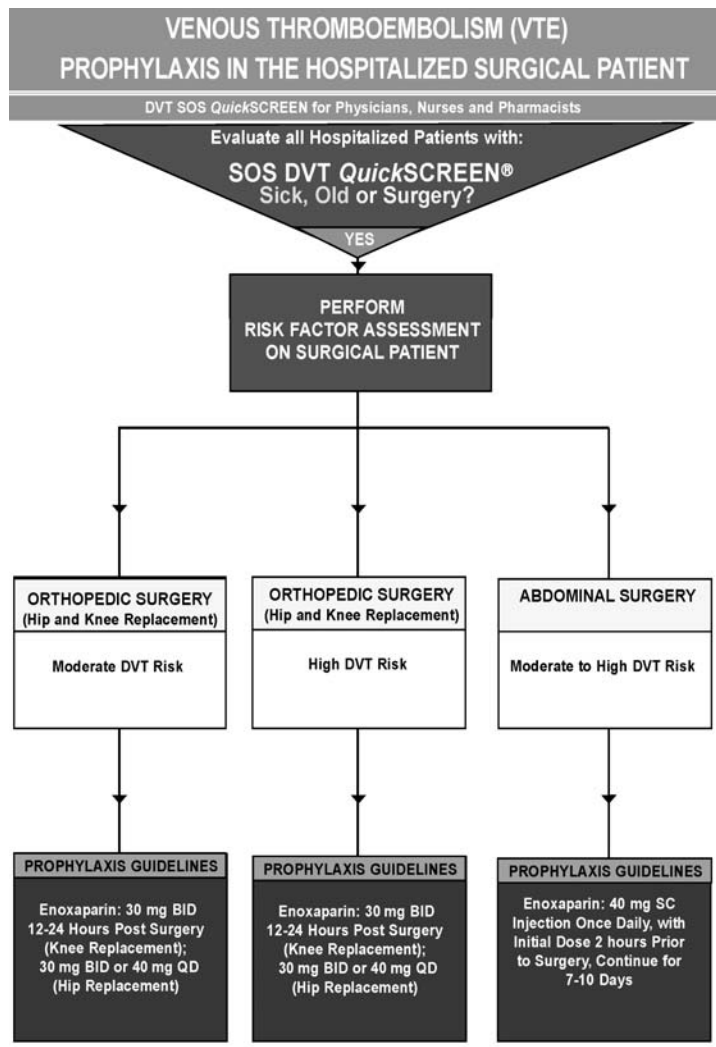 VENOUS THROMBOEMBOLISM (VTE)
PROPHYLAXIS IN THE HOSPITALIZED SURGICAL PATIENT
DVT SOS QuickSCREEN for Physicians, Nurses and Pharmacists
Evaluate all Hospitalized Patients with:
SOS DVT QuickSCREEN®
Sick, Old or Surgery?
YES
PERFORM
RISK FACTOR ASSESSMENT
ON SURGICAL PATIENT
ORTHOPEDIC SURGERY
(Hip and Knee Replacement)
Moderate DVT Risk
ORTHOPEDIC SURGERY
(Hip and Knee Replacement)
High DVT Risk
ABDOMINAL SURGERY
Moderate to High DVT Risk
PROPHYLAXIS GUIDELINES
Enoxaparin: 30 mg BID
12-24 Hours Post Surgery
(Knee Replacement);
30 mg BID or 40 mg QD
(Hip Replacement)
PROPHYLAXIS GUIDELINES
Enoxaparin: 30 mg BID
12-24 Hours Post Surgery
(Knee Replacement);
30 mg BID or 40 mg QD
(Hip Replacement)
PROPHYLAXIS GUIDELINES
Enoxaparin: 40 mg SC
Injection Once Daily, with
Initial Dose 2 hours Prior
to Surgery, Continue for
7-10 Days